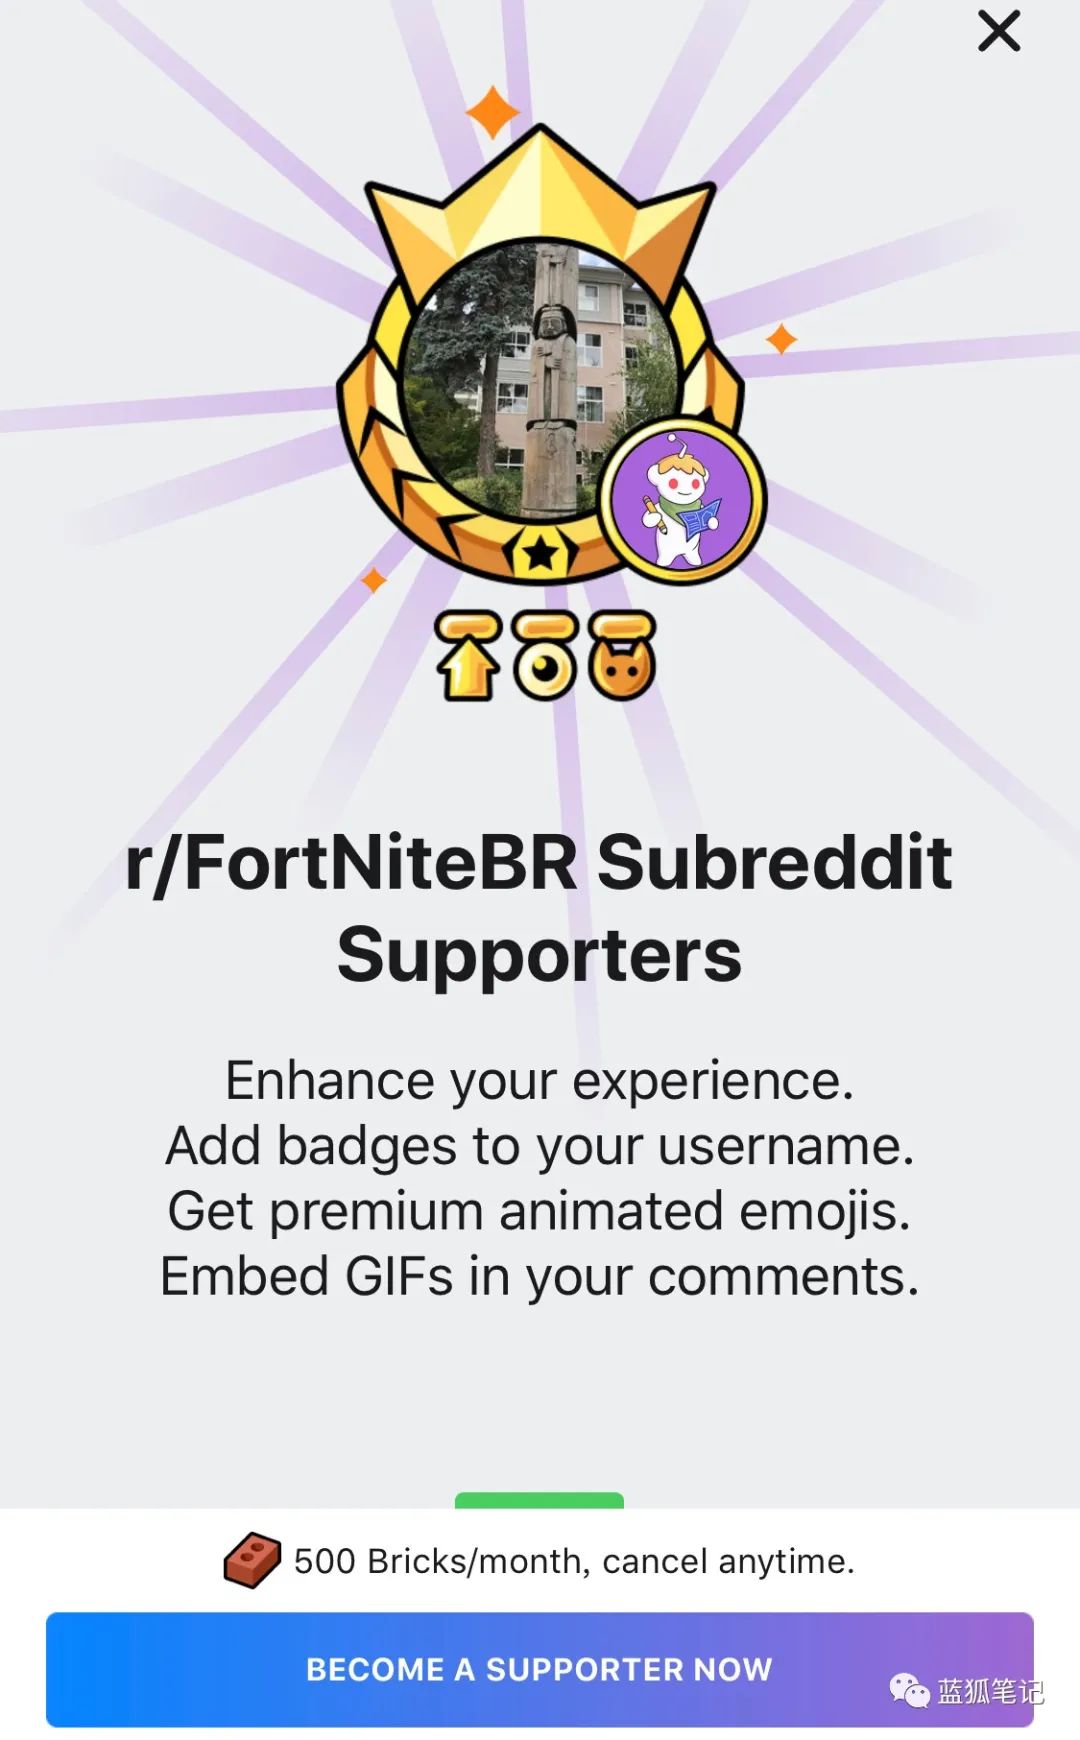 r/FortNiteBR Subreddit
Supporters
Enhance your experience.
Add badges to your username.
Get premium animated emojis.
Embed GIFs in your comments.
500 Bricks/month, cancel anytime.
BECOME A SUPPORTER NOW
蓝狐笔记